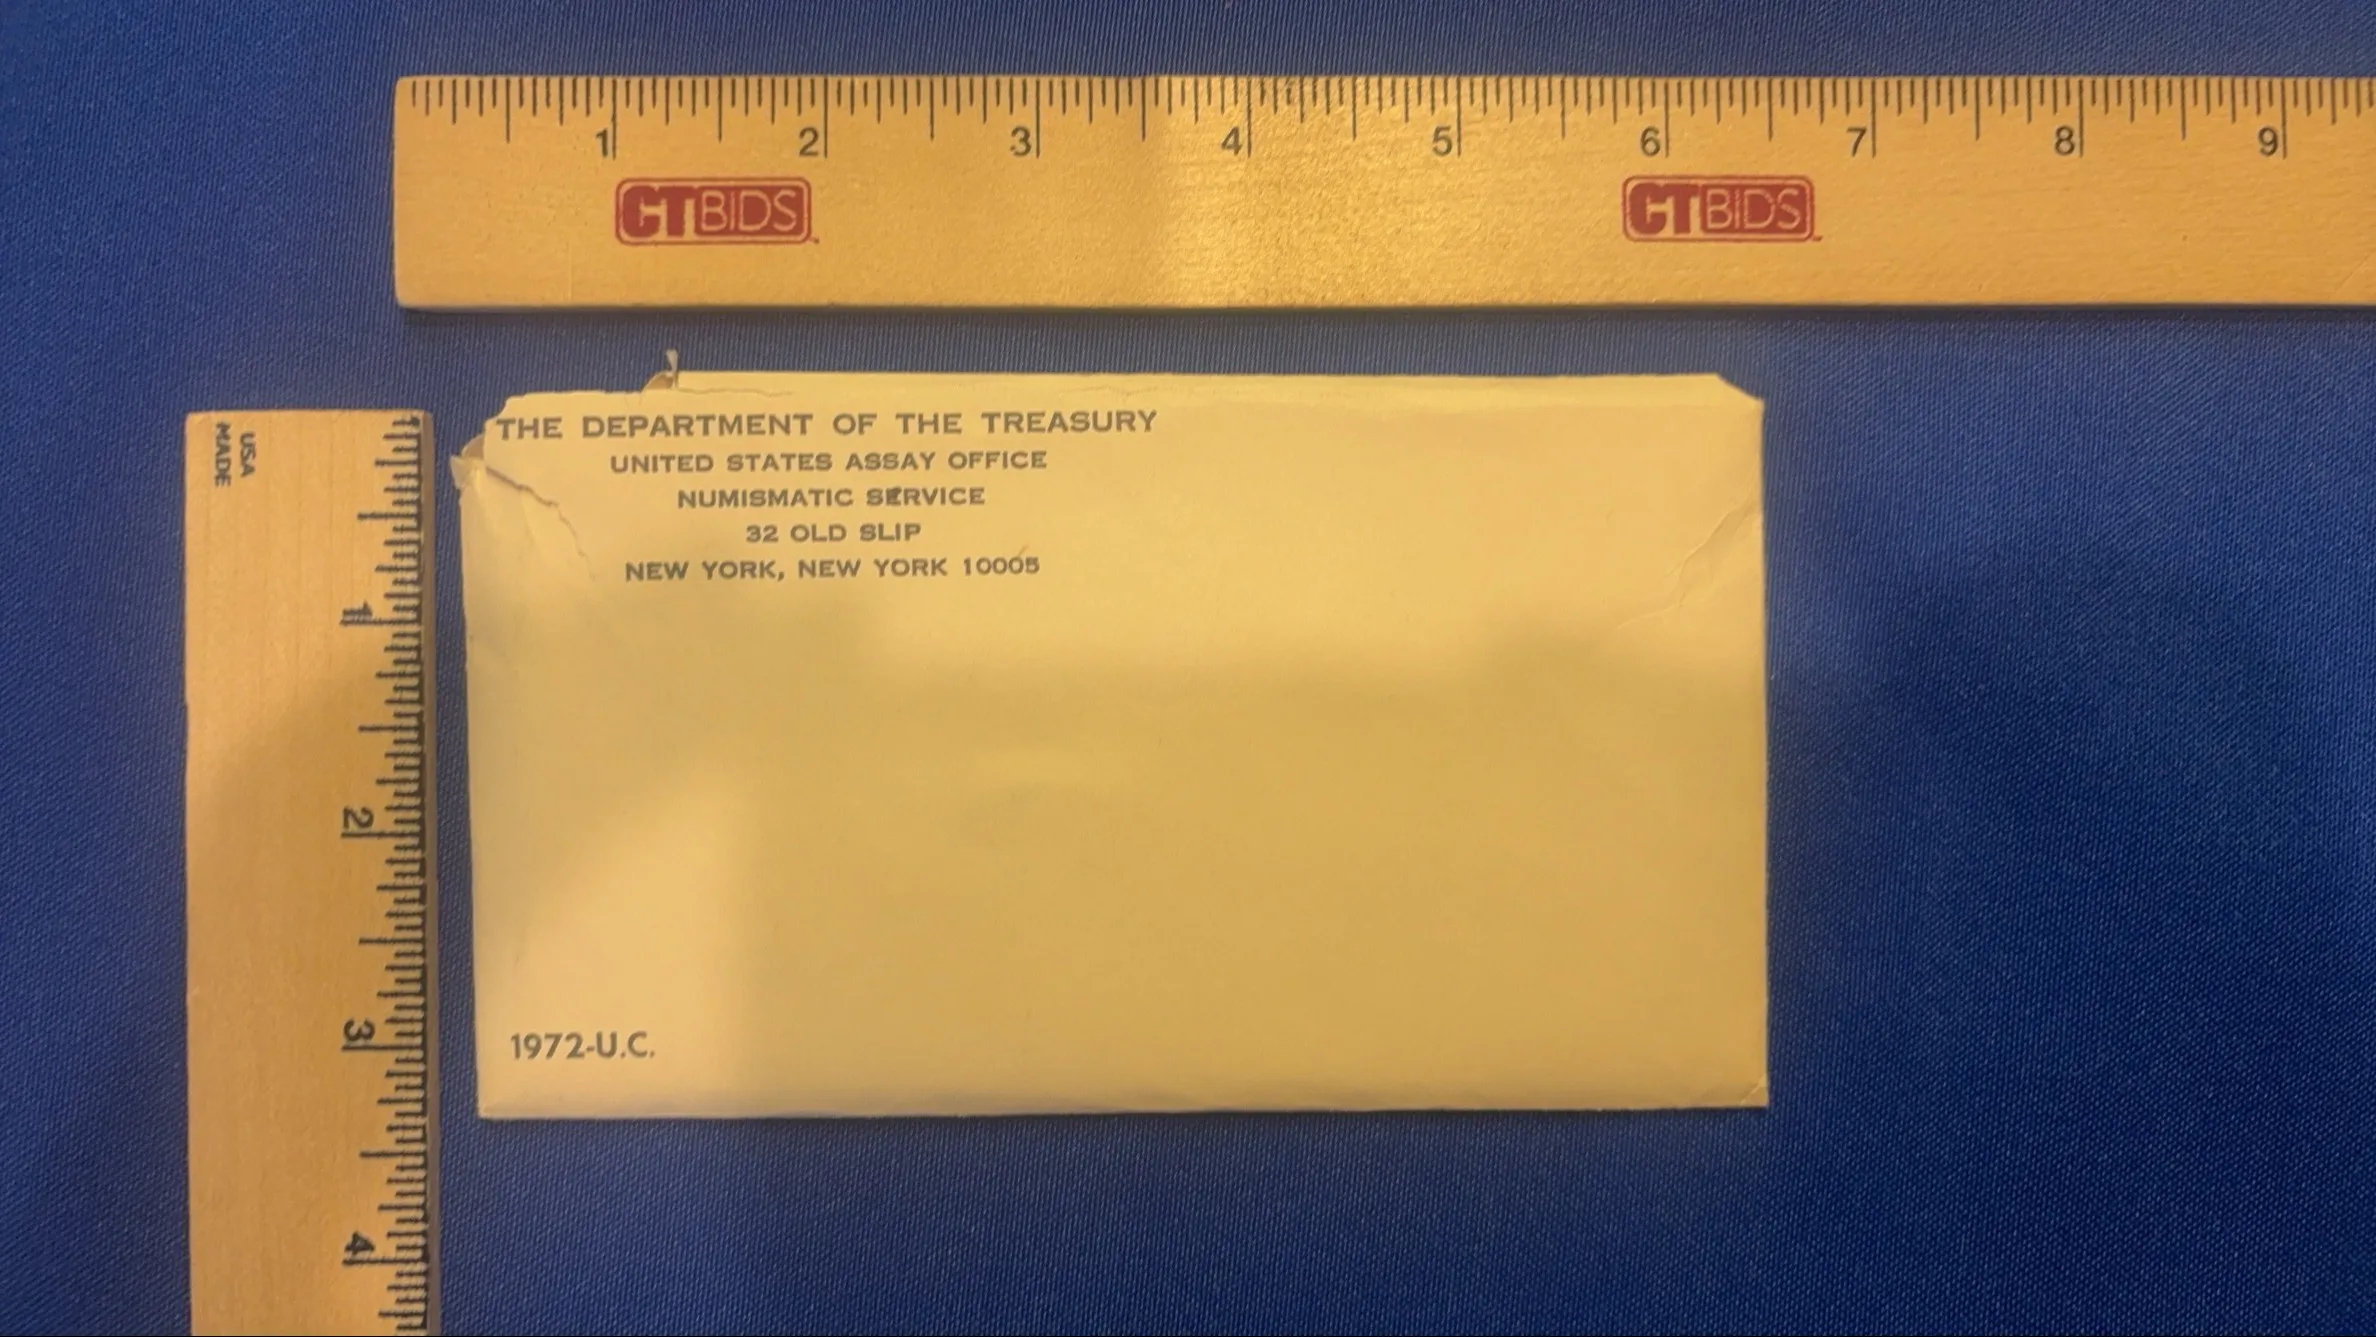 1 2 3 4 5 6 7 8 9
CTBIDS CTBIDS
USA
MADE
1
2
3
4
THE DEPARTMENT OF THE TREASURY
UNITED STATES ASSAY OFFICE
NUMISMATIC SERVICE
32 OLD SLIP
NEW YORK, NEW YORK 10005
1972-U.C.